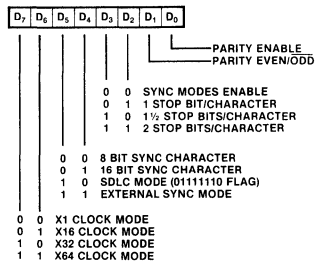 D7 D6 D5 D4 D3 D2 D1 D0
PARITY ENABLE
PARITY EVEN/ODD
0 0 SYNC MODES ENABLE
0 1 1 STOP BIT/CHARACTER
1 0 1½ STOP BITS/CHARACTER
1 1 2 STOP BITS/CHARACTER
0 0 8 BIT SYNC CHARACTER
0 1 16 BIT SYNC CHARACTER
1 0 SDLC MODE (01111110 FLAG)
1 1 EXTERNAL SYNC MODE
0 0 X1 CLOCK MODE
0 1 X16 CLOCK MODE
1 0 X32 CLOCK MODE
1 1 X64 CLOCK MODE